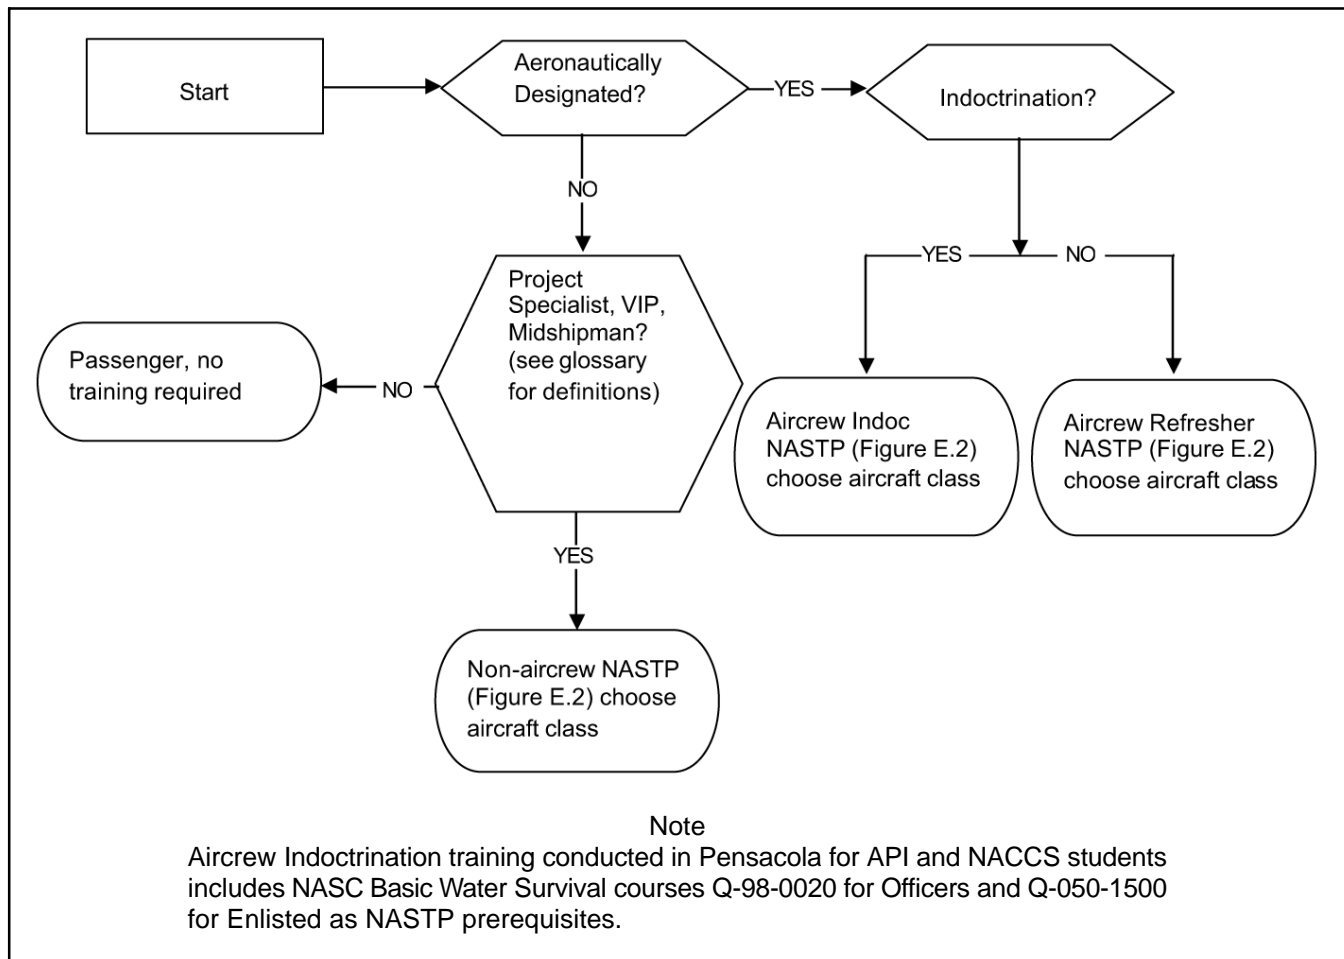 Start
Aeronautically
Designated?
YES
Indoctrination?
NO
YES
NO
Project
Specialist, VIP,
Midshipman?
(see glossary
for definitions)
NO
Passenger, no
training required
Aircrew Indoc
NASTP (Figure E.2)
choose aircraft class
Aircrew Refresher
NASTP (Figure E.2)
choose aircraft class
YES
Non-aircrew NASTP
(Figure E.2) choose
aircraft class
Note
Aircrew Indoctrination training conducted in Pensacola for API and NACCS students
includes NASC Basic Water Survival courses Q-98-0020 for Officers and Q-050-1500
for Enlisted as NASTP prerequisites.